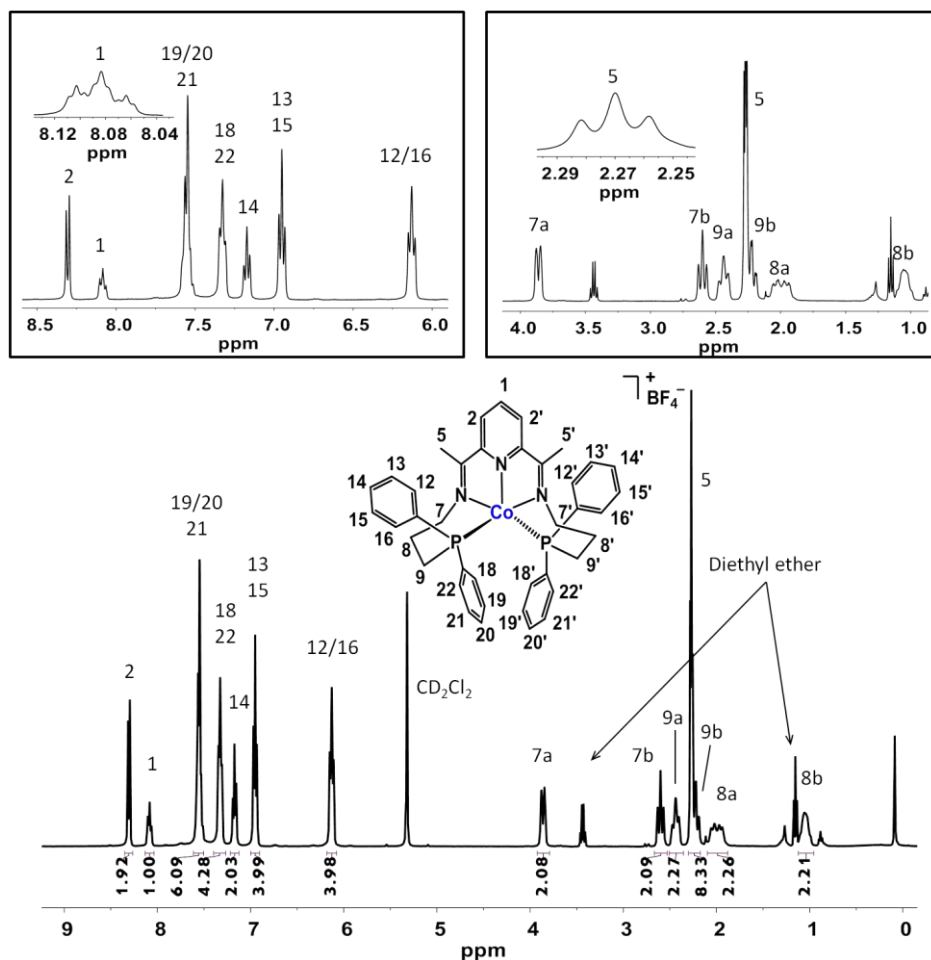 1
19/20
21
8.12 8.08 8.04
ppm
2
1
18
22
14
13
15
12/16
8.5 8.0 7.5 7.0 6.5 6.0
ppm
5
2.29 2.27 2.25
ppm
7a
7b
9a
5
9b
8a
8b
4.0 3.5 3.0 2.5 2.0 1.5 1.0
ppm
1
2 2'
5 5'
+
BF4−
13 12 14 15 16
7 8 9
N N N
Co
P P
18 22 19 21 20
12' 13' 14' 15' 16'
7' 8' 9'
18' 22' 19' 21' 20'
2
1
19/20
21
18
22
14
13
15
12/16
CD2Cl2
7a
7b
9a
5
9b
8a
8b
Diethyl ether
1.92 1.00 6.09 4.28 2.03 3.99 3.98 2.08 2.09 2.27 8.33 2.26 2.21
9 8 7 6 5 4 3 2 1 0
ppm